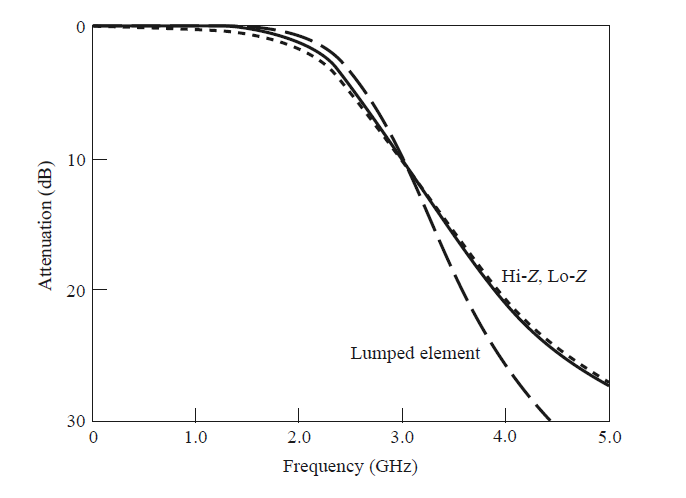 0
10
20
30
Attenuation (dB)
Hi-Z, Lo-Z
Lumped element
0 1.0 2.0 3.0 4.0 5.0
Frequency (GHz)